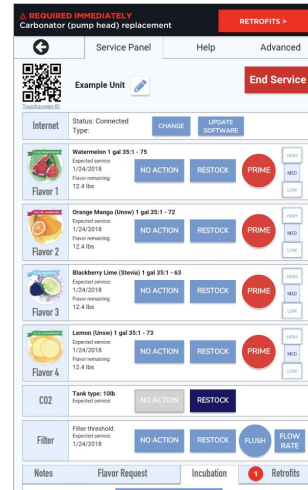 ⚠ REQUIRED IMMEDIATELY
Carbonator (pump head) replacement
RETROFITS >
Service Panel
Help
Advanced
Touchscreen ID
Example Unit
End Service
Internet
Status: Connected
Type:
CHANGE
UPDATE SOFTWARE
Flavor 1
Watermelon 1 gal 35:1 - 75
Expected service:
1/24/2018
Flavor remaining:
12.4 lbs
NO ACTION
RESTOCK
PRIME
HIGH
MID
LOW
Flavor 2
Orange Mango (Unsw) 1 gal 35:1 - 72
Expected service:
1/24/2018
Flavor remaining:
12.4 lbs
NO ACTION
RESTOCK
PRIME
HIGH
MID
LOW
Flavor 3
Blackberry Lime (Stevia) 1 gal 35:1 - 63
Expected service:
1/24/2018
Flavor remaining:
12.4 lbs
NO ACTION
RESTOCK
PRIME
HIGH
MID
LOW
Flavor 4
Lemon (Unsw) 1 gal 35:1 - 73
Expected service:
1/24/2018
Flavor remaining:
12.4 lbs
NO ACTION
RESTOCK
PRIME
HIGH
MID
LOW
CO2
Tank type: 10lb
Expected service:
NO ACTION
RESTOCK
Filter
Filter threshold:
Expected service:
1/24/2018
NO ACTION
RESTOCK
FLUSH
FLOW RATE
Notes
Flavor Request
Incubation
1 Retrofits